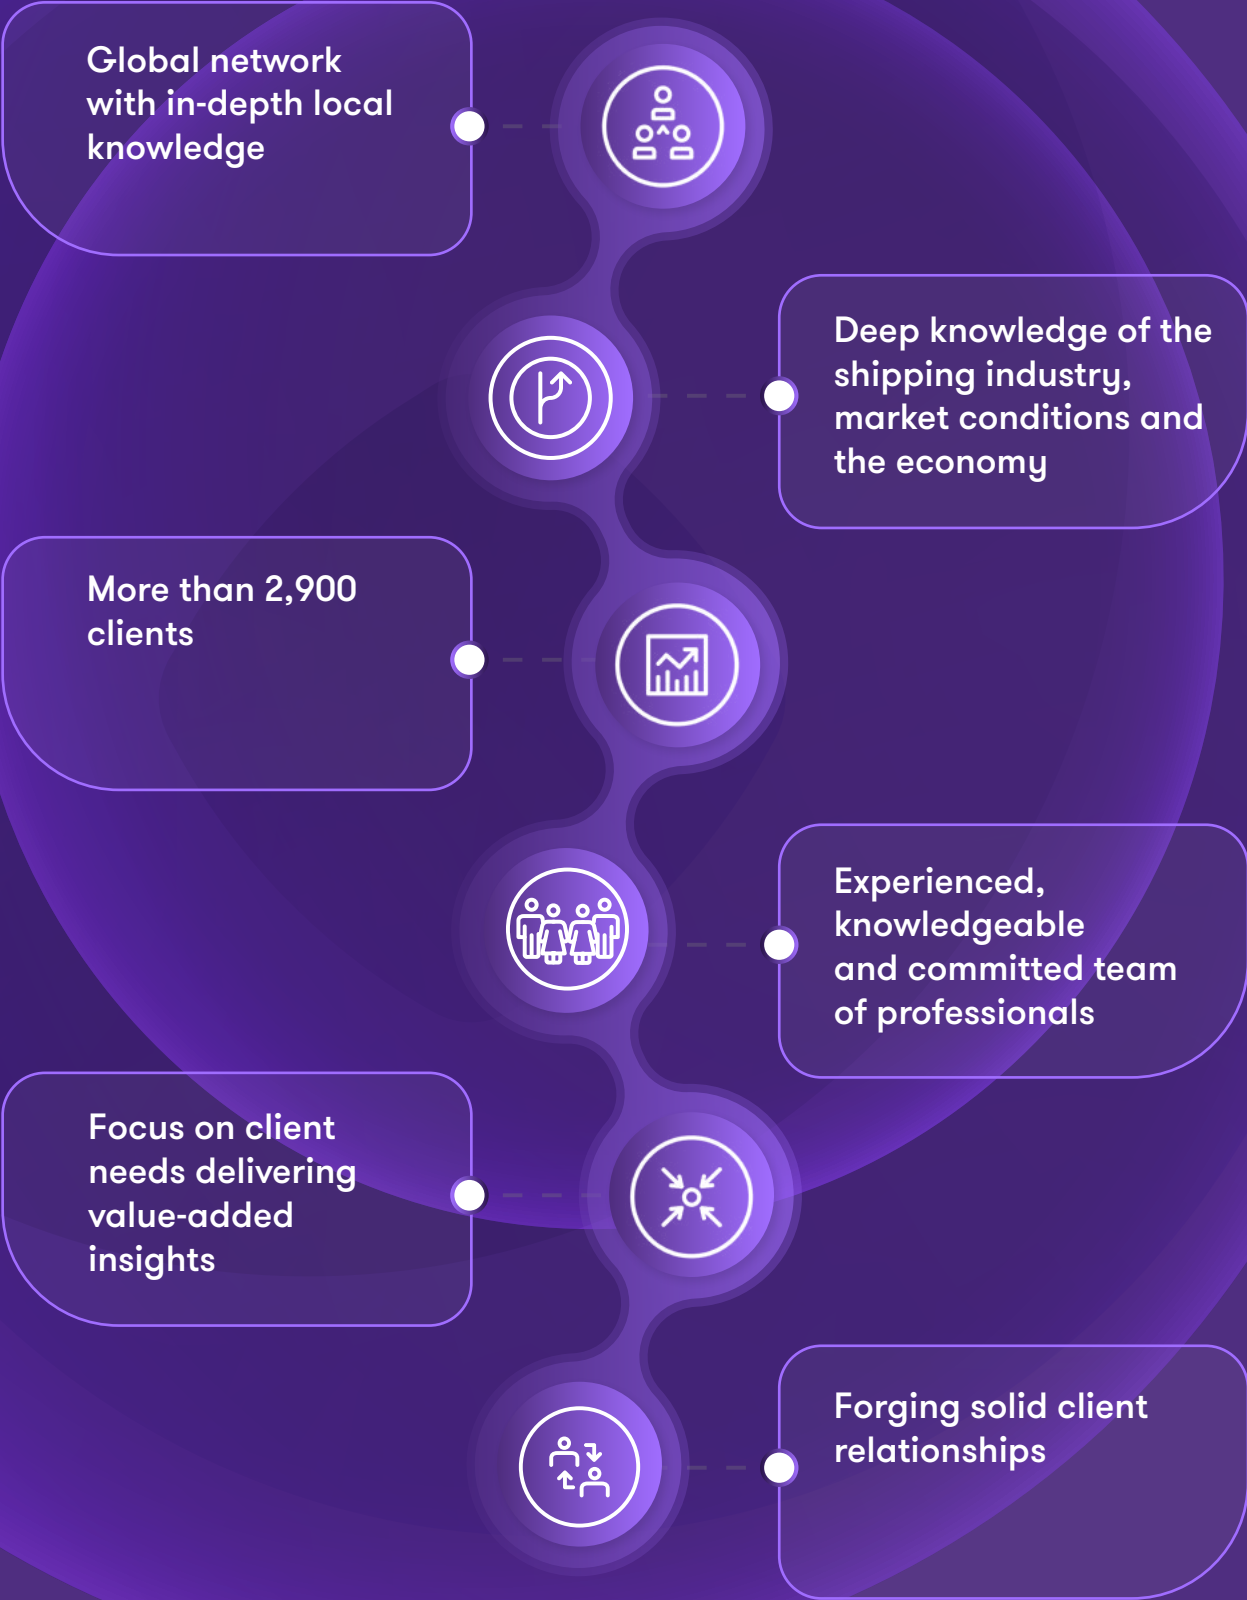 Global network
with in-depth local
knowledge
Deep knowledge of the
shipping industry,
market conditions and
the economy
More than 2,900
clients
Experienced,
knowledgeable
and committed team
of professionals
Focus on client
needs delivering
value-added
insights
Forging solid client
relationships